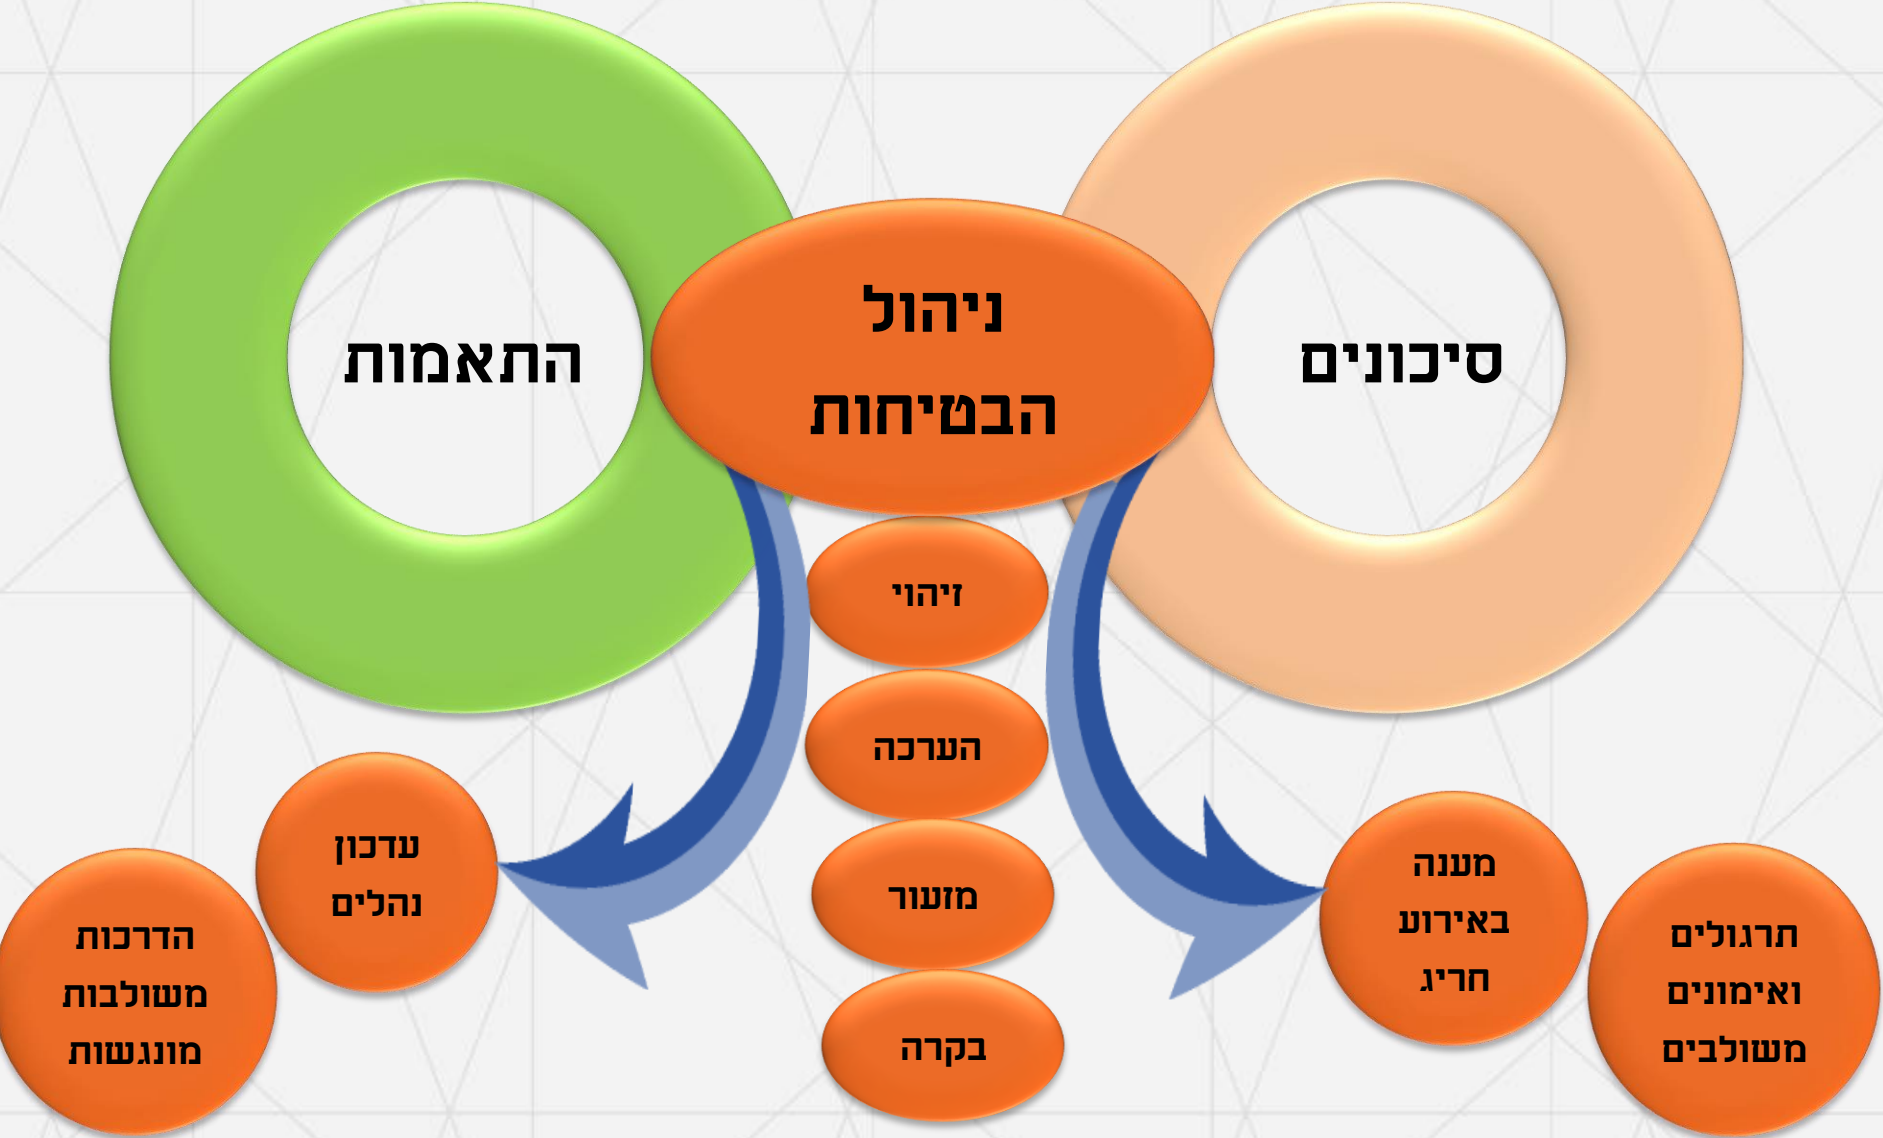 סיכונים
ניהול
הבטיחות
התאמות
זיהוי
הערכה
מזעור
בקרה
תרגולים
ואימונים
משולבים
מענה
באירוע
חריג
עדכון
נהלים
הדרכות
משולבות
מונגשות